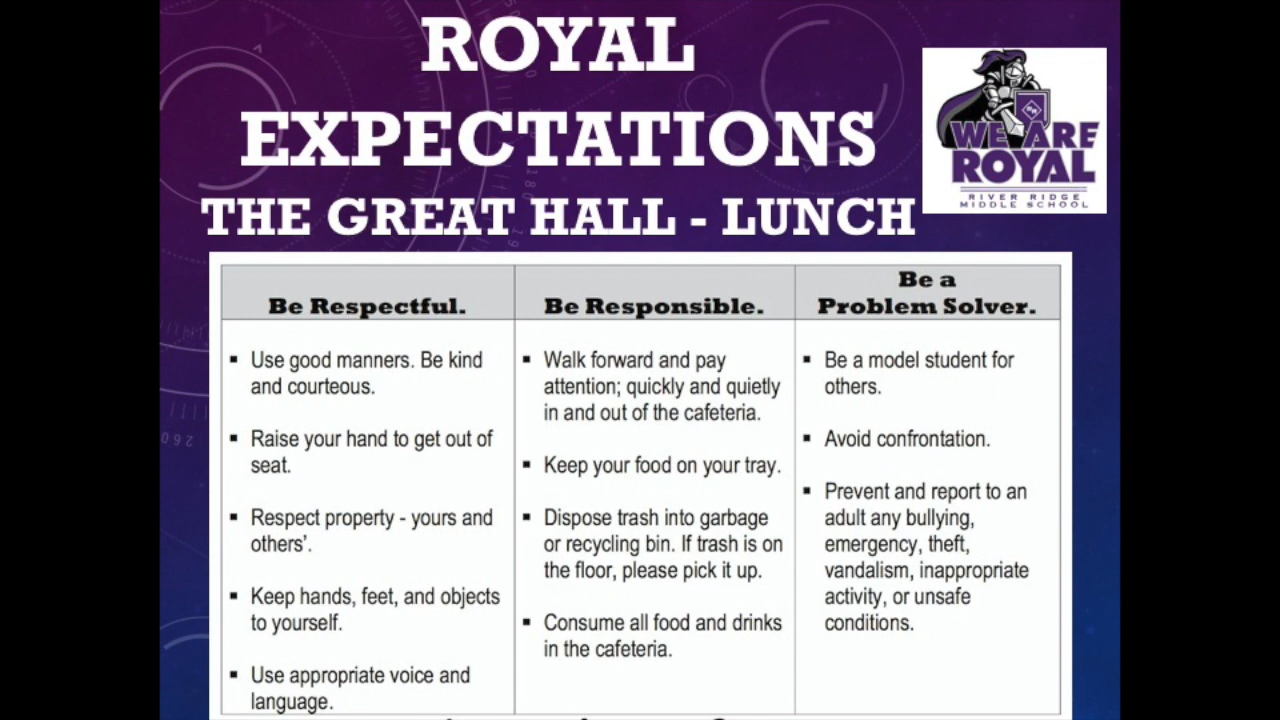 ROYAL
EXPECTATIONS
THE GREAT HALL - LUNCH
WE ARE
ROYAL
RIVER RIDGE
MIDDLE SCHOOL
Be Respectful.
▪ Use good manners. Be kind
and courteous.
▪ Raise your hand to get out of
seat.
▪ Respect property - yours and
others'.
▪ Keep hands, feet, and objects
to yourself.
▪ Use appropriate voice and
language.
Be Responsible.
▪ Walk forward and pay
attention; quickly and quietly
in and out of the cafeteria.
▪ Keep your food on your tray.
▪ Dispose trash into garbage
or recycling bin. If trash is on
the floor, please pick it up.
▪ Consume all food and drinks
in the cafeteria.
Be a
Problem Solver.
▪ Be a model student for
others.
▪ Avoid confrontation.
▪ Prevent and report to an
adult any bullying,
emergency, theft,
vandalism, inappropriate
activity, or unsafe
conditions.
260
180